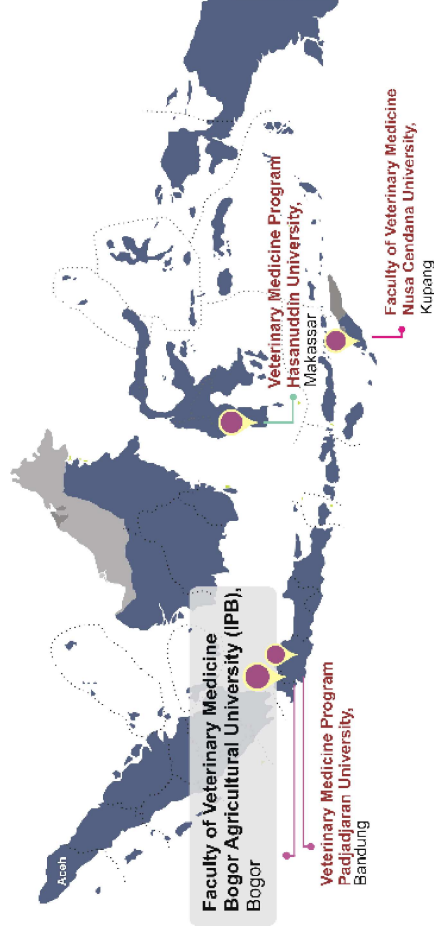 Aceh
Faculty of Veterinary Medicine
Bogor Agricultural University (IPB),
Bogor
Veterinary Medicine Program
Padjadjaran University,
Bandung
Veterinary Medicine Program
Hasanuddin University,
Makassar
Faculty of Veterinary Medicine
Nusa Cendana University,
Kupang